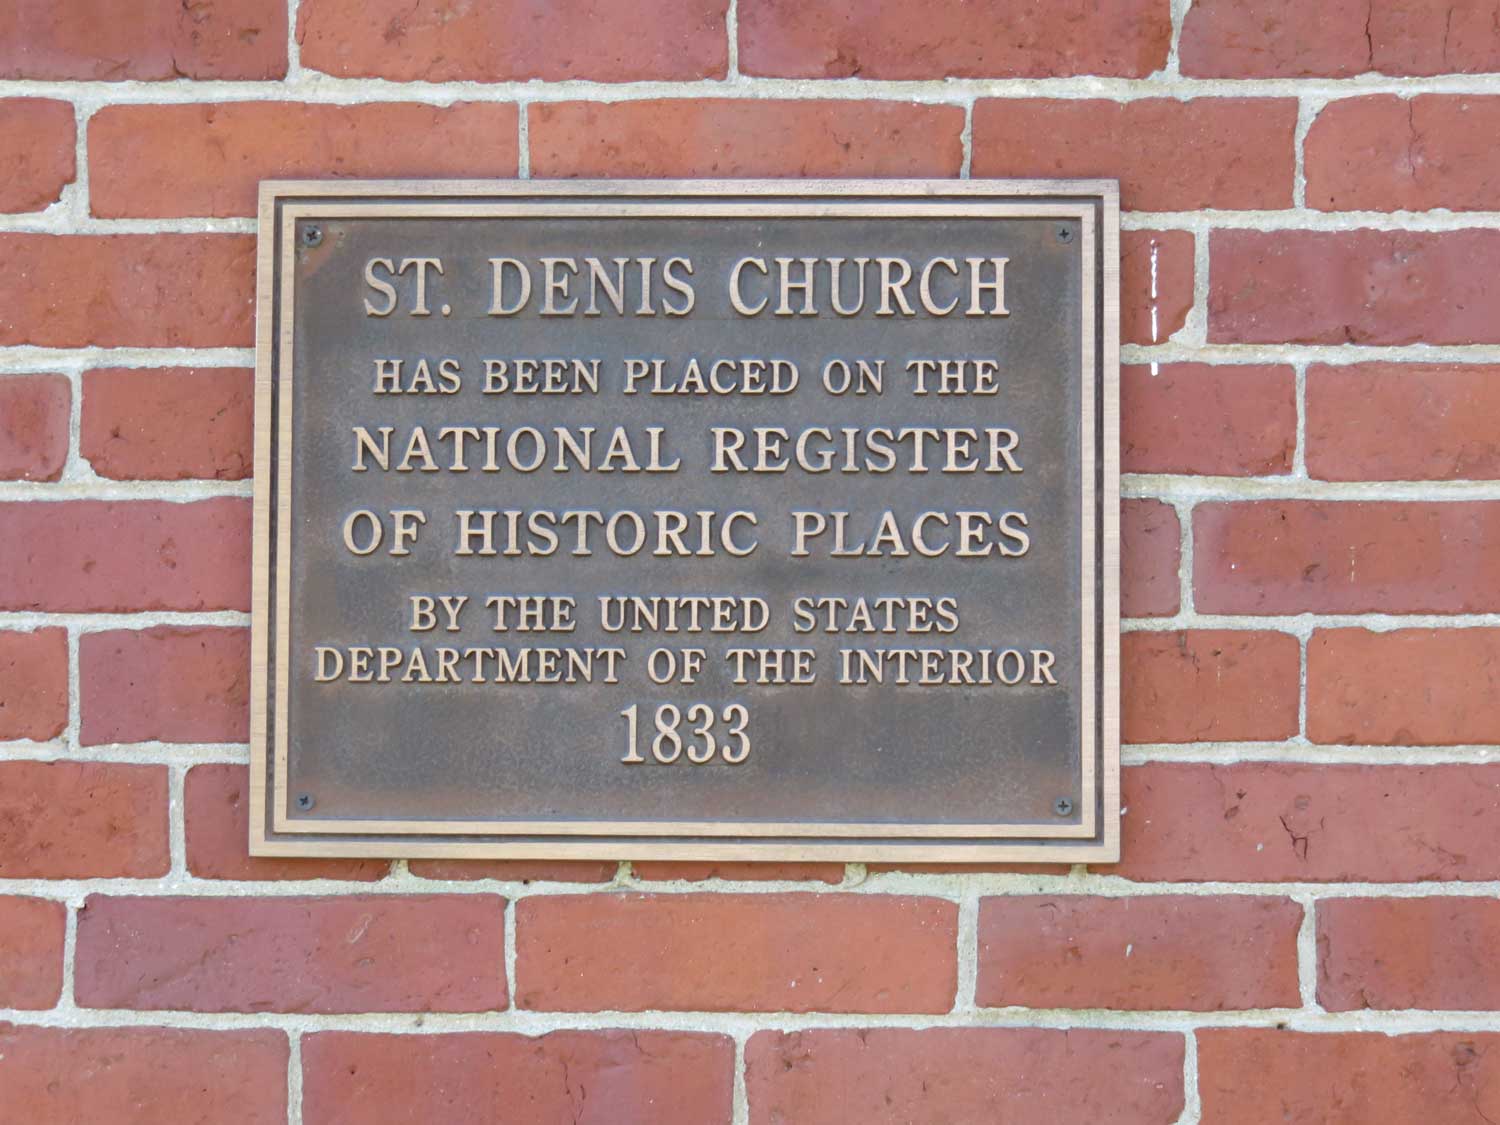 ST. DENIS CHURCH
HAS BEEN PLACED ON THE
NATIONAL REGISTER
OF HISTORIC PLACES
BY THE UNITED STATES
DEPARTMENT OF THE INTERIOR
1833